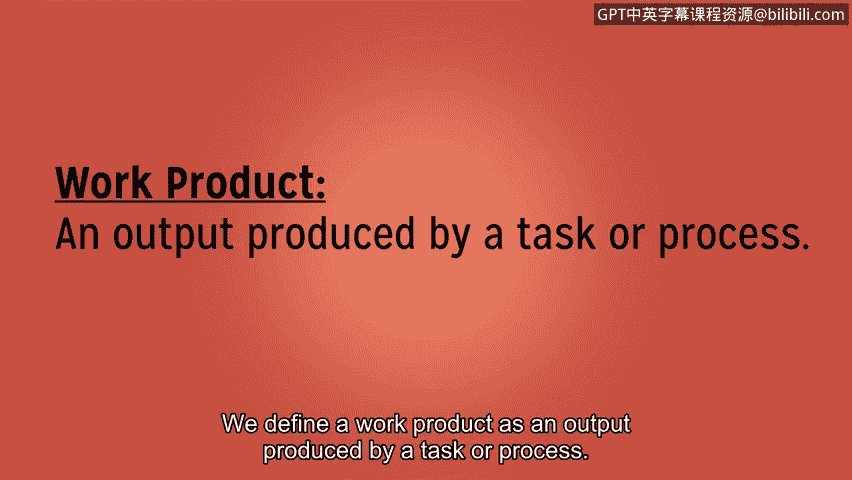 GPT中英字幕课程资源@bilibili.com
Work Product:
An output produced by a task or process.
We define a work product as an output
produced by a task or process.